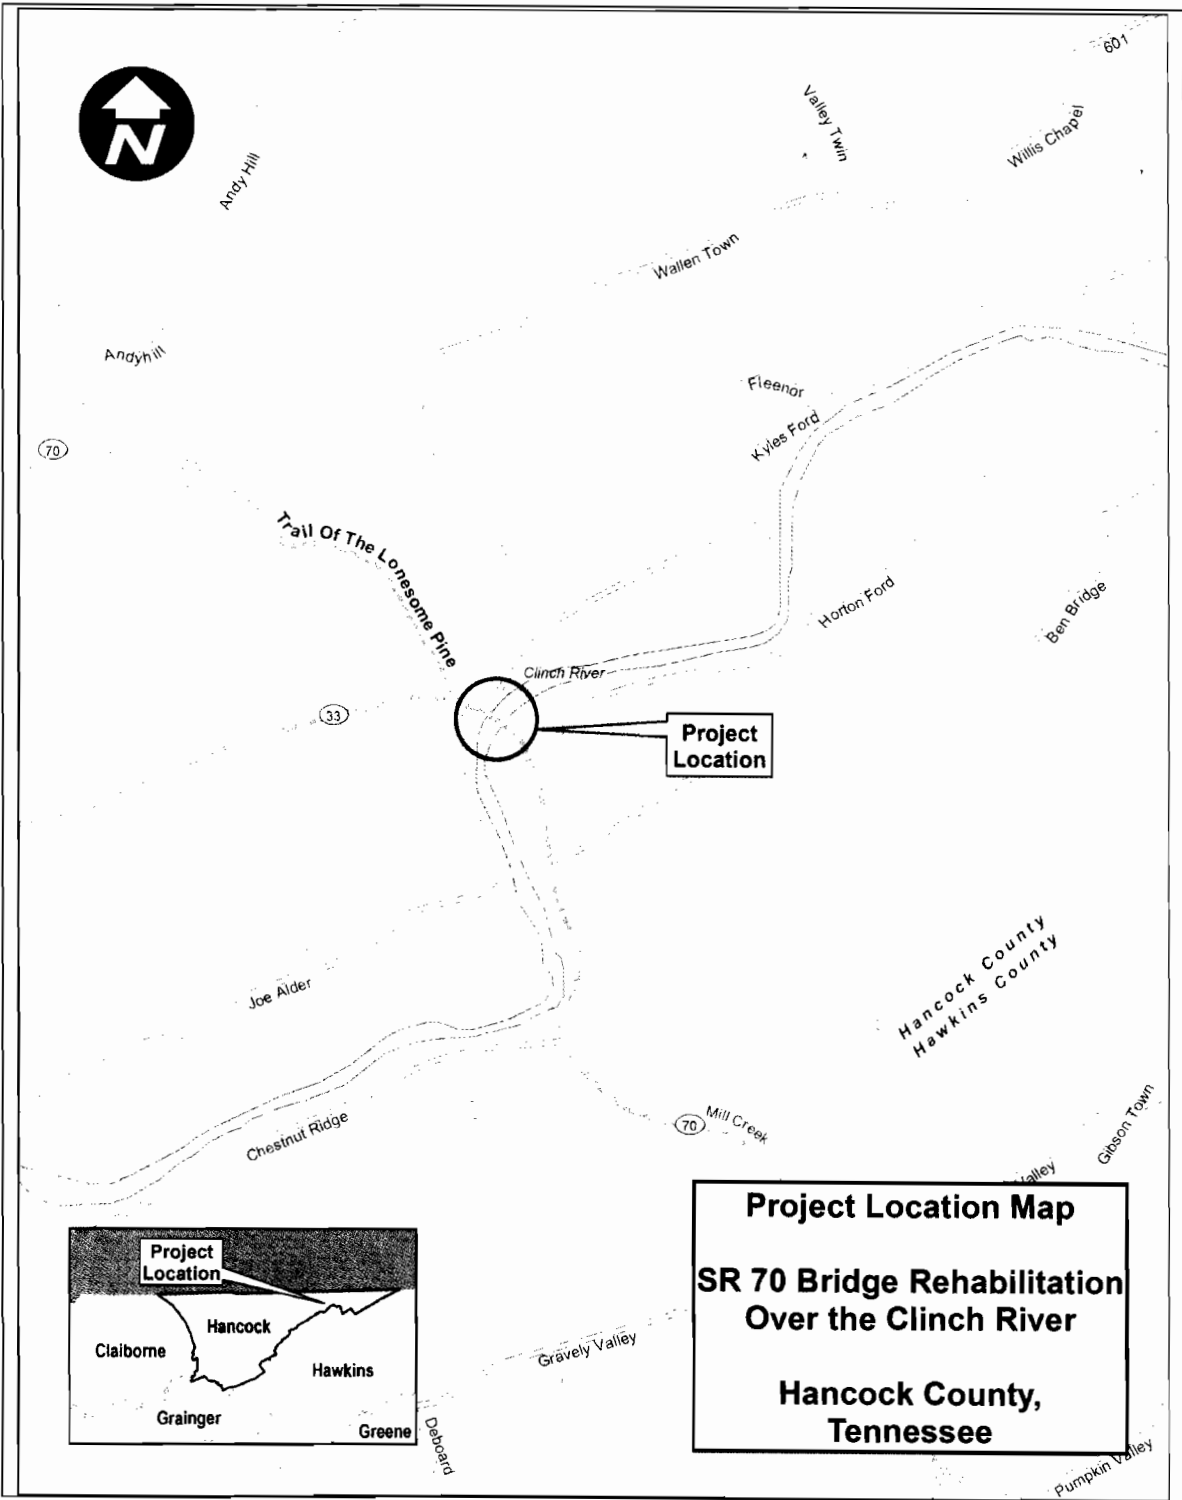 601
N
Valley Twin
Willis Chapel
Andy Hill
Wallen Town
Andyhill
Fleenor
Kyles Ford
70
Trail Of The Lonesome Pine
Horton Ford
Ben Bridge
Clinch River
33
Project
Location
Joe Alder
Hancock County
Hawkins County
Chestnut Ridge
70
Mill Creek
Gibson Town
Valley
Project Location Map
SR 70 Bridge Rehabilitation
Over the Clinch River
Hancock County,
Tennessee
Project
Location
Hancock
Claiborne
Hawkins
Grainger
Greene
Gravely Valley
Deboard
Pumpkin Valley